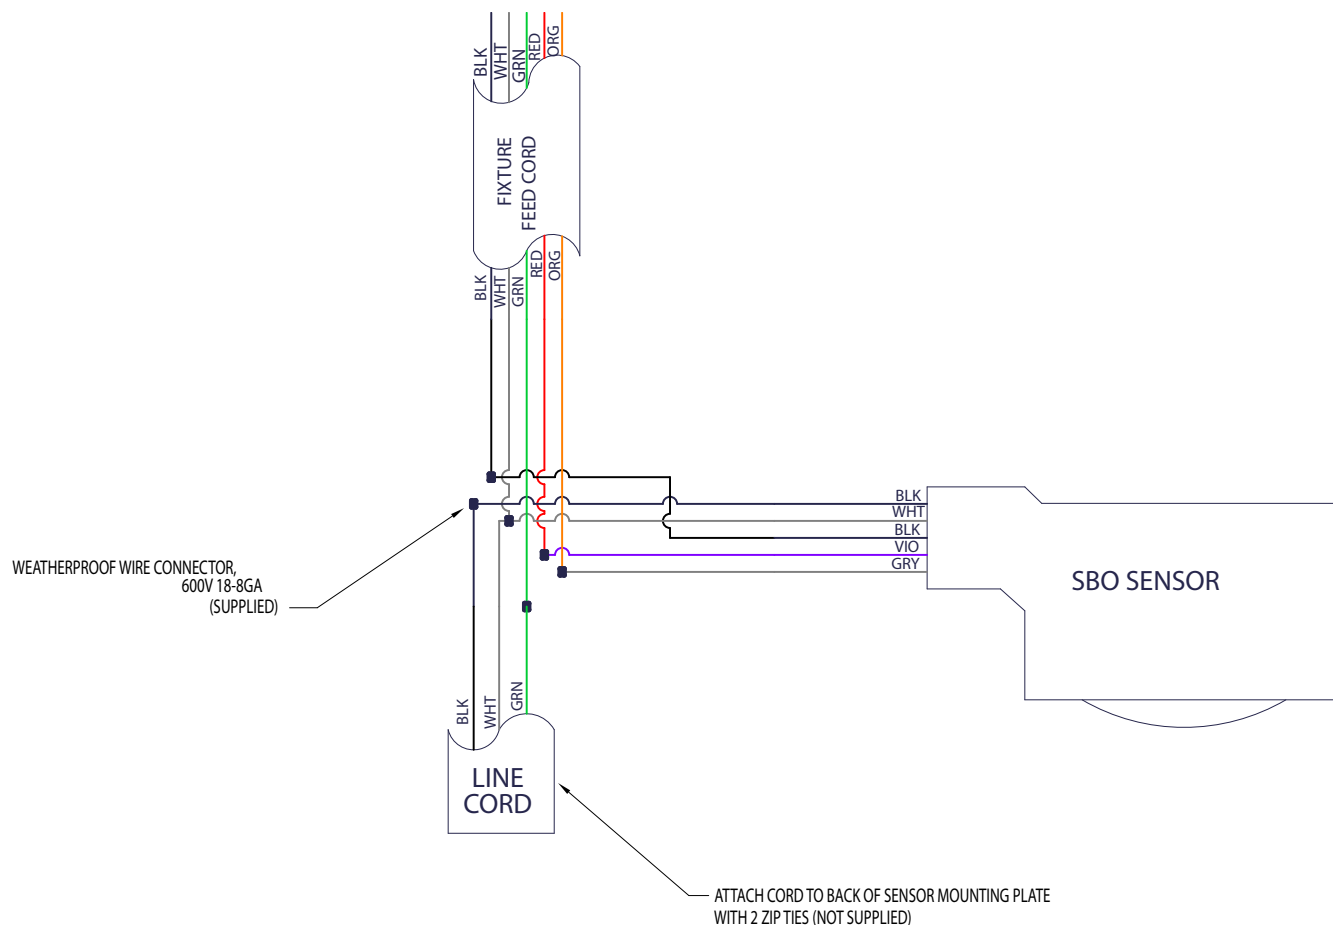 BLK
WHT
GRN
RED
ORG
FIXTURE
FEED CORD
BLK
WHT
GRN
RED
ORG
BLK
WHT
BLK
VIO
GRY
SBO SENSOR
WEATHERPROOF WIRE CONNECTOR,
600V 18-8GA
(SUPPLIED)
BLK
WHT
GRN
LINE
CORD
ATTACH CORD TO BACK OF SENSOR MOUNTING PLATE
WITH 2 ZIP TIES (NOT SUPPLIED)